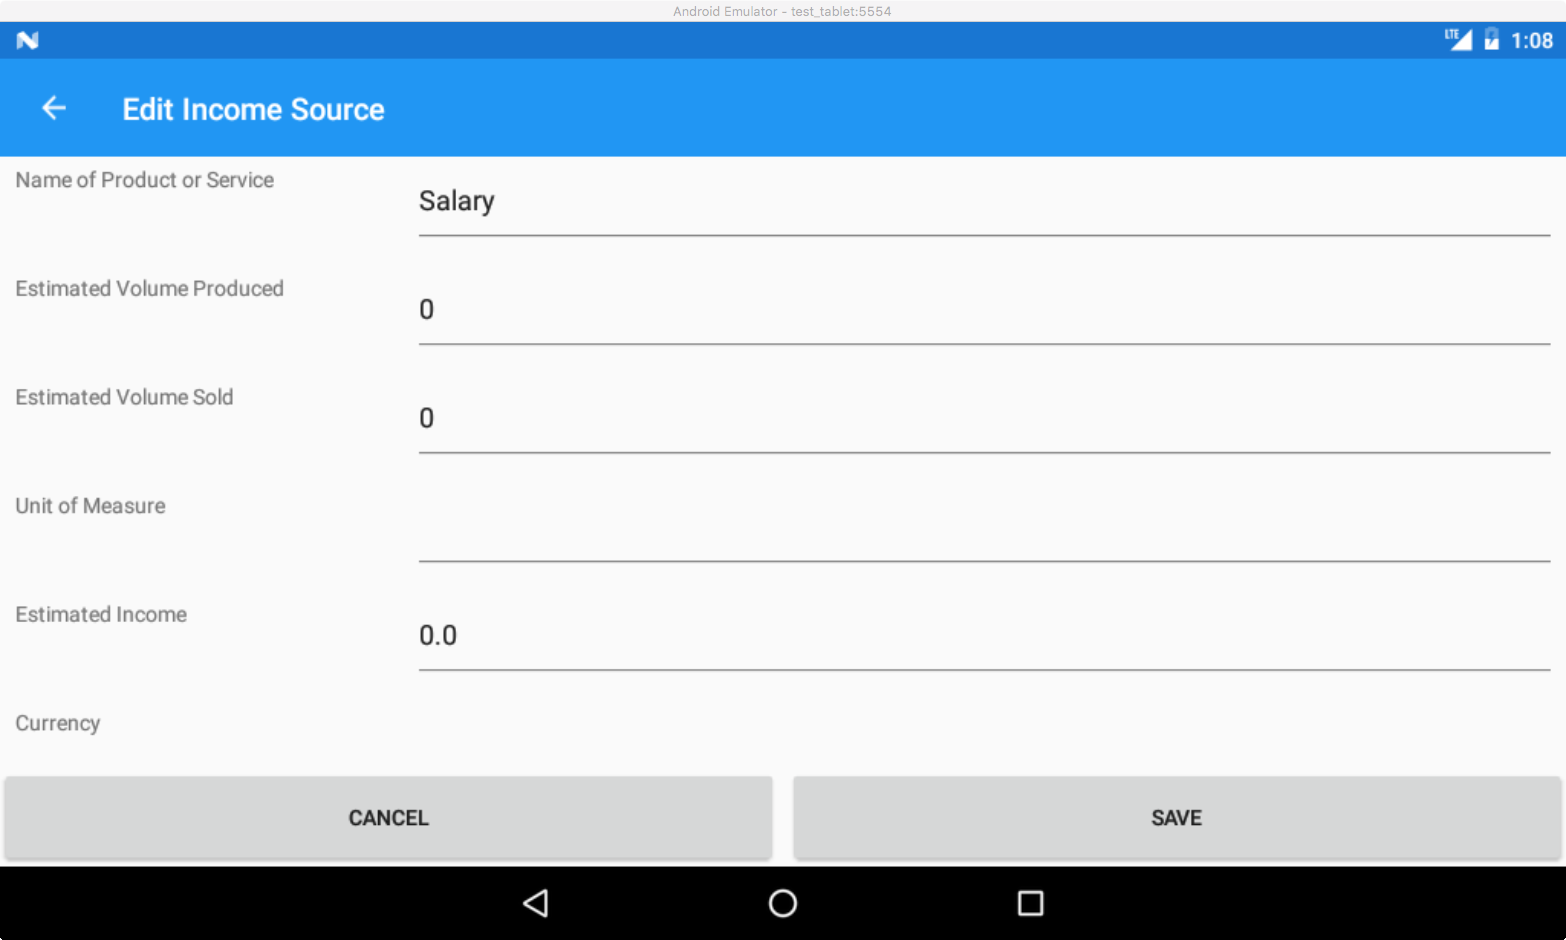 Android Emulator - test_tablet:5554
LTE 1:08
Edit Income Source
Name of Product or Service
Salary
Estimated Volume Produced
0
Estimated Volume Sold
0
Unit of Measure
Estimated Income
0.0
Currency
CANCEL SAVE